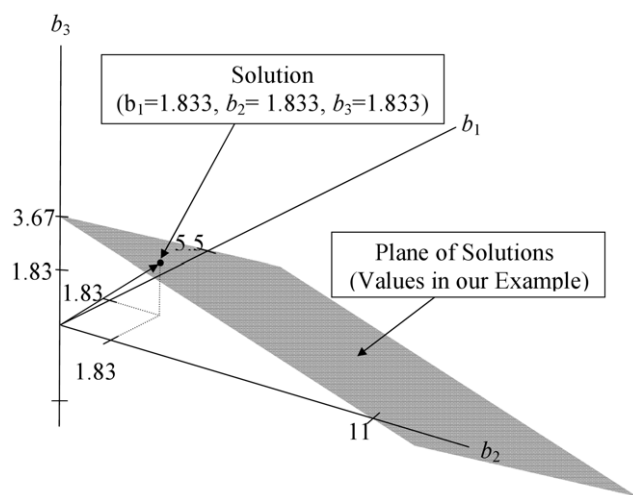 b3
Solution
(b1=1.833, b2= 1.833, b3=1.833)
b1
3.67
5.5
1.83
Plane of Solutions
(Values in our Example)
1.83
1.83
11
b2